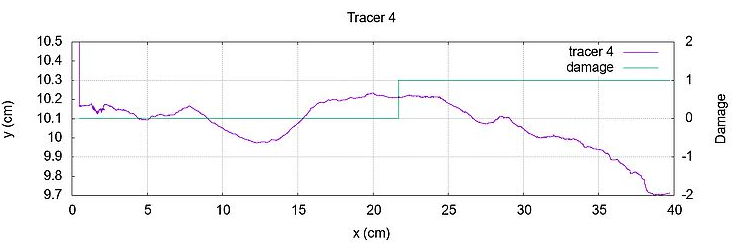 Tracer 4
10.5
10.4
10.3
10.2
10.1
10
9.9
9.8
9.7
y (cm)
tracer 4
damage
2
1
0
-1
-2
Damage
0 5 10 15 20 25 30 35 40
x (cm)